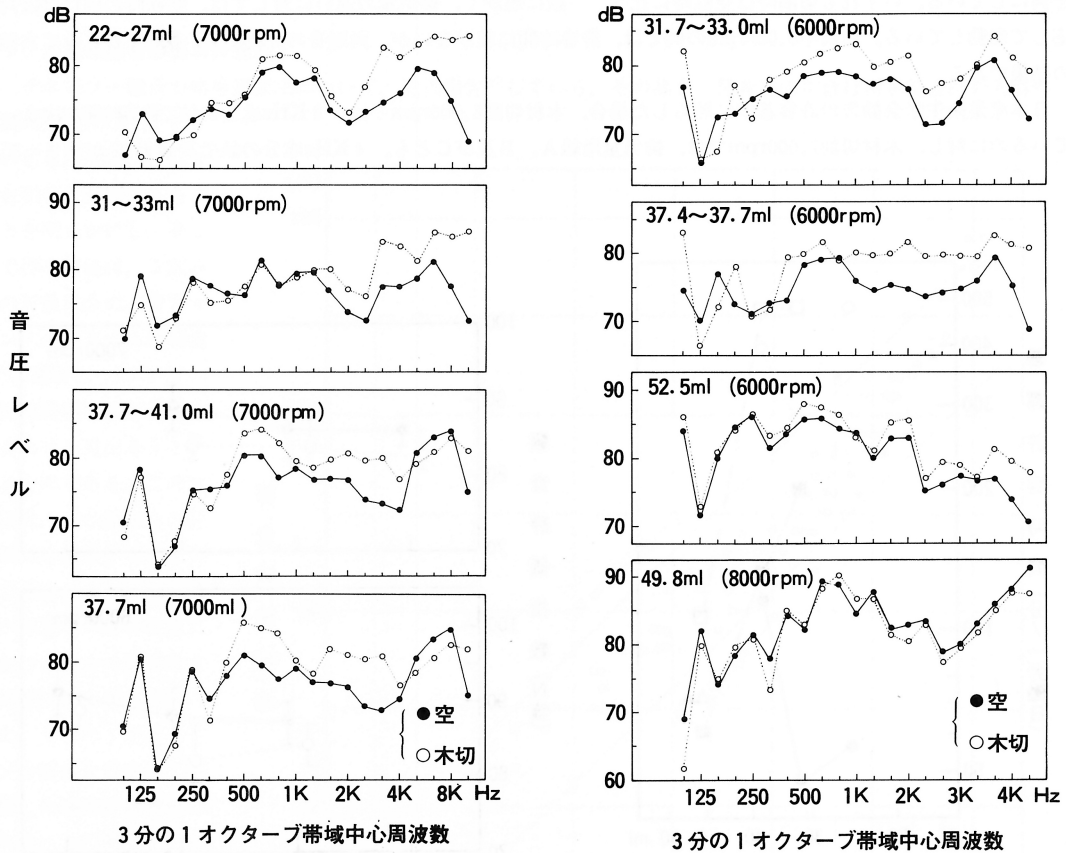 音圧レベル
dB
22〜27ml (7000rpm)
80
70
31〜33ml (7000rpm)
90
80
70
37.7〜41.0ml (7000rpm)
80
70
37.7ml (7000ml)
80
70
●空
○木切
125 250 500 1K 2K 4K 8K Hz
3分の1オクターブ帯域中心周波数
dB
31.7〜33.0ml (6000rpm)
80
70
37.4〜37.7ml (6000rpm)
80
70
52.5ml (6000rpm)
90
80
70
49.8ml (8000rpm)
90
80
70
60
●空
○木切
125 250 500 1K 2K 3K 4K Hz
3分の1オクターブ帯域中心周波数